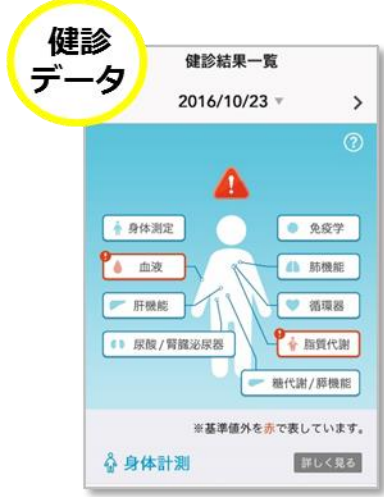 健診
データ
健診結果一覧
2016/10/23 ▼ >
?
!
身体測定
免疫学
!
血液
肺機能
肝機能
循環器
尿酸/腎臓泌尿器
!
脂質代謝
糖代謝/膵機能
※基準値外を赤で表しています。
身体計測
詳しく見る